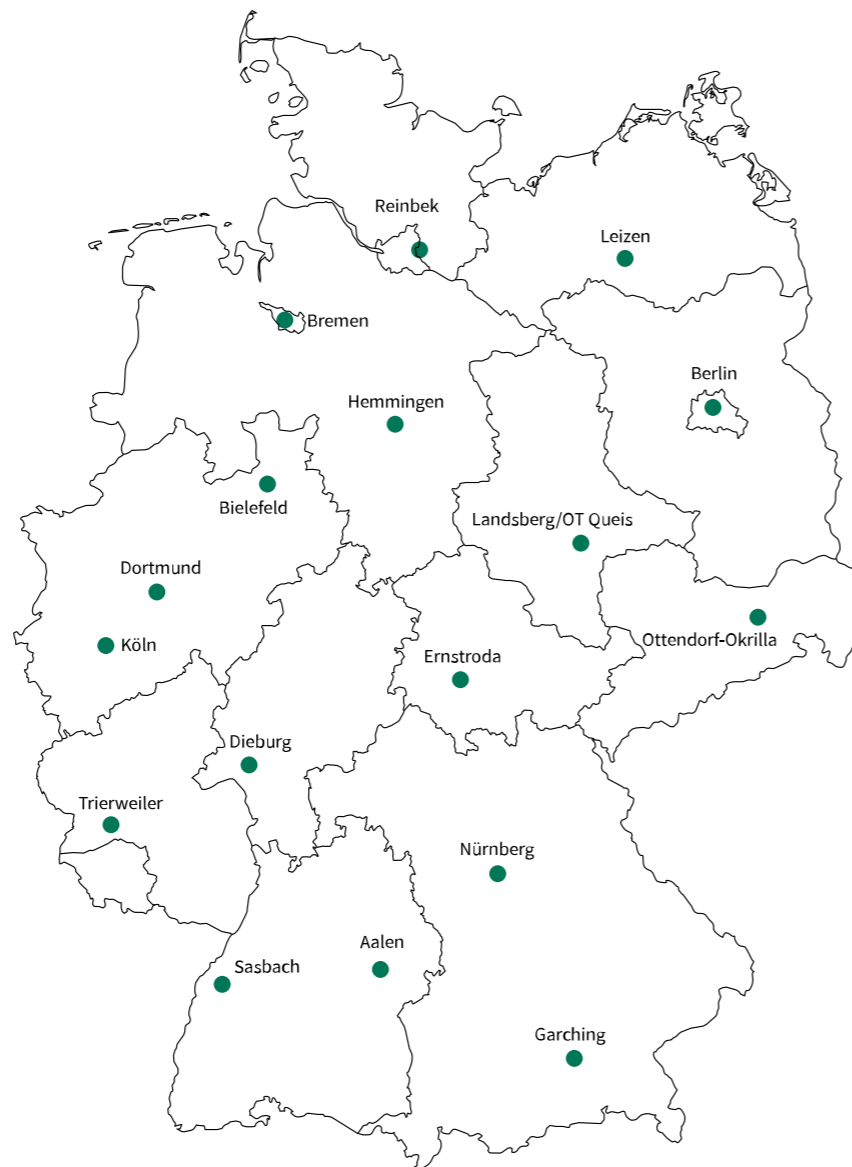 Reinbek
Leizen
Bremen
Berlin
Hemmingen
Bielefeld
Landsberg/OT Queis
Dortmund
Ottendorf-Okrilla
Köln
Ernstroda
Dieburg
Trierweiler
Nürnberg
Aalen
Sasbach
Garching